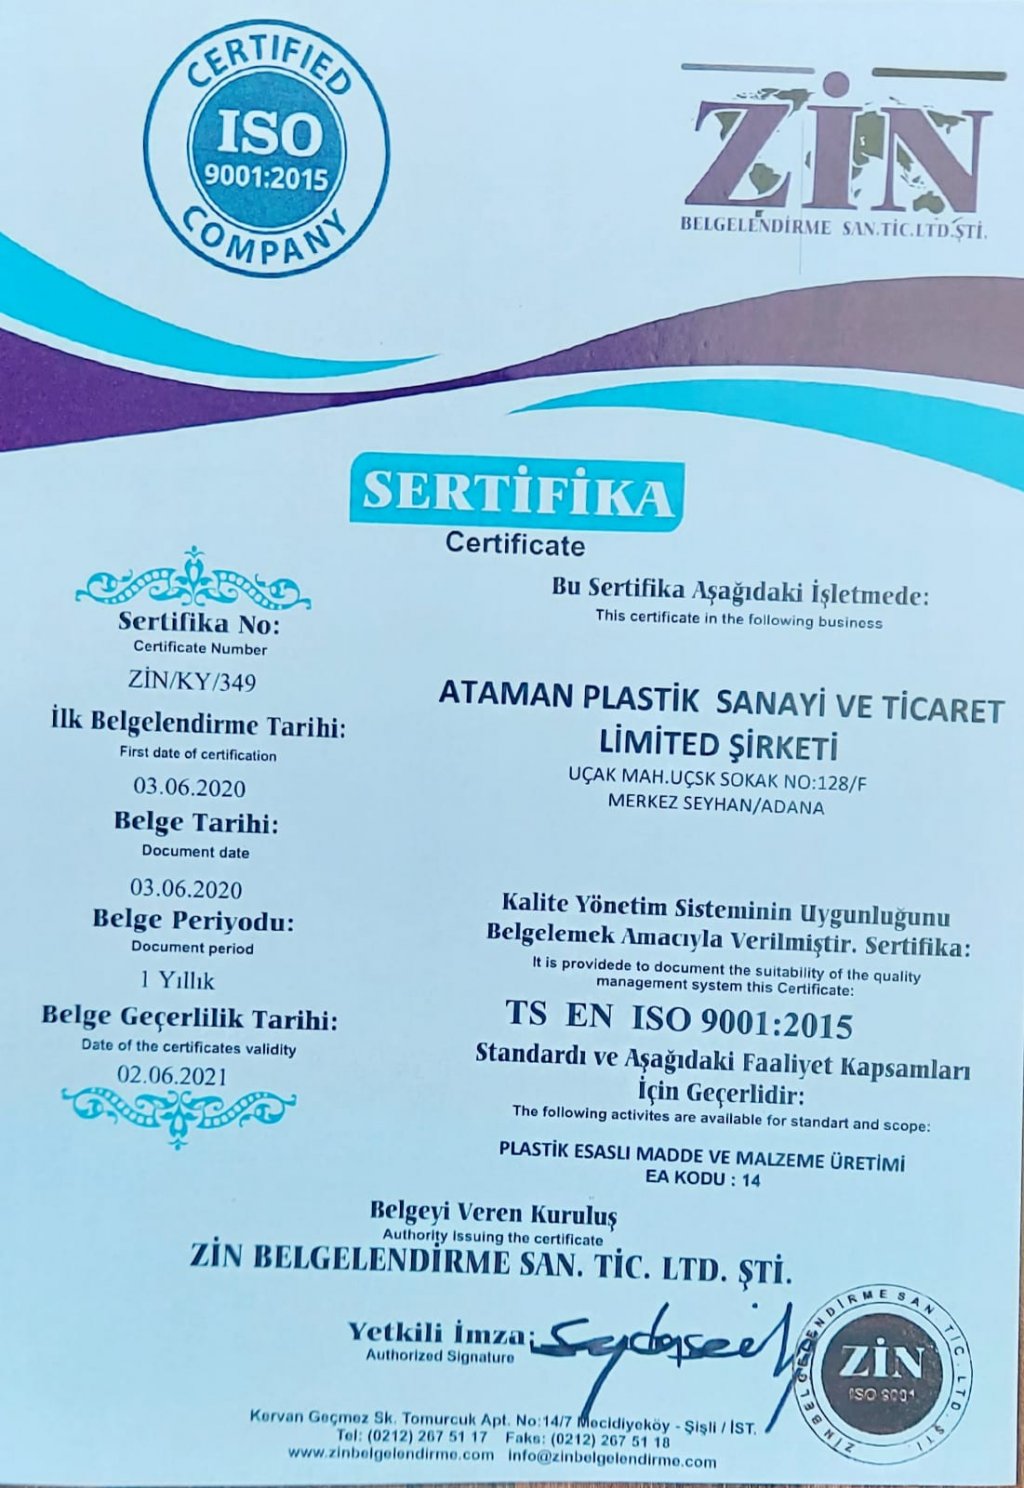 CERTIFIED
ISO
9001:2015
COMPANY
ZİN
BELGELENDİRME SAN.TİC.LTD.ŞTİ.
SERTİFİKA
Certificate
Sertifika No:
Certificate Number
ZİN/KY/349
İlk Belgelendirme Tarihi:
First date of certification
03.06.2020
Belge Tarihi:
Document date
03.06.2020
Belge Periyodu:
Document period
1 Yıllık
Belge Geçerlilik Tarihi:
Date of the certificates validity
02.06.2021
Bu Sertifika Aşağıdaki İşletmede:
This certificate in the following business
ATAMAN PLASTİK SANAYİ VE TİCARET
LİMİTED ŞİRKETİ
UÇAK MAH.UÇSK SOKAK NO:128/F
MERKEZ SEYHAN/ADANA
Kalite Yönetim Sisteminin Uygunluğunu
Belgelemek Amacıyla Verilmiştir. Sertifika:
It is providede to document the suitability of the quality
management system this Certificate:
TS EN ISO 9001:2015
Standardı ve Aşağıdaki Faaliyet Kapsamları
İçin Geçerlidir:
The following activites are available for standart and scope:
PLASTİK ESASLI MADDE VE MALZEME ÜRETİMİ
EA KODU : 14
Belgeyi Veren Kuruluş
Authority Issuing the certificate
ZİN BELGELENDİRME SAN. TİC. LTD. ŞTİ.
Yetkili İmza:
Authorized Signature
ZİN BELGELENDİRME SAN. TİC. LTD. ŞTİ.
ZİN
ISO 9001
Kervan Geçmez Sk. Tomurcuk Apt. No:14/7 Mecidiyeköy - Şişli / İST.
Tel: (0212) 267 51 17 Faks: (0212) 267 51 18
www.zinbelgelendirme.com info@zinbelgelendirme.com